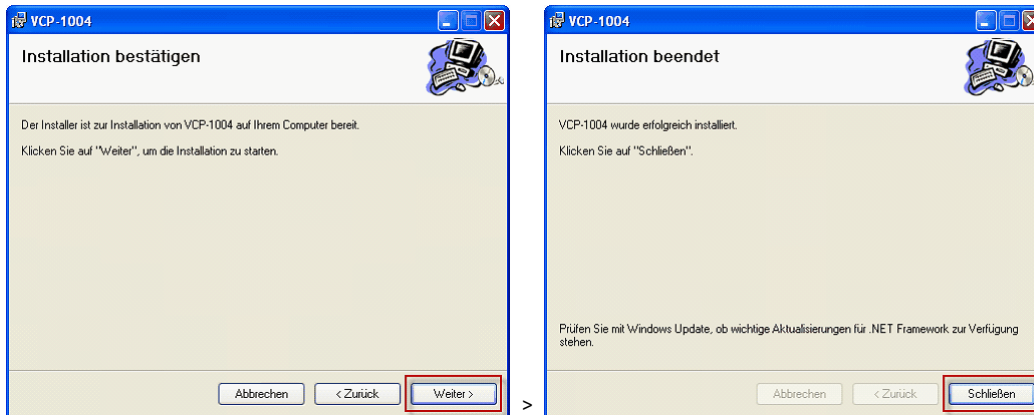 VCP-1004
Installation bestätigen
Der Installer ist zur Installation von VCP-1004 auf Ihrem Computer bereit.
Klicken Sie auf "Weiter", um die Installation zu starten.
Abbrechen
< Zurück
Weiter >
>
VCP-1004
Installation beendet
VCP-1004 wurde erfolgreich installiert.
Klicken Sie auf "Schließen".
Prüfen Sie mit Windows Update, ob wichtige Aktualisierungen für .NET Framework zur Verfügung
stehen.
Abbrechen
< Zurück
Schließen